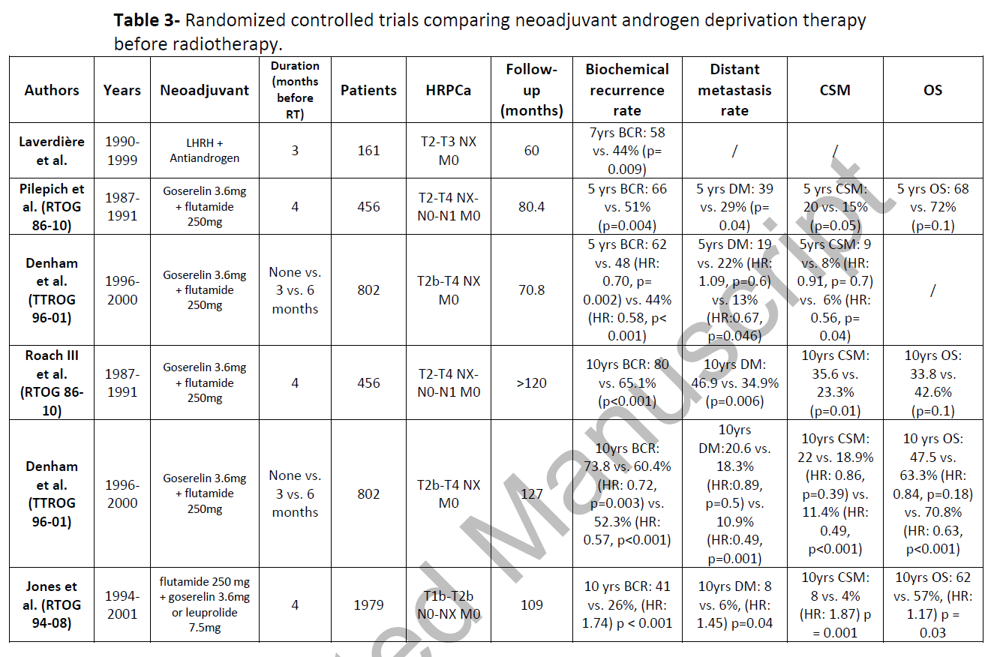 Table 3- Randomized controlled trials comparing neoadjuvant androgen deprivation therapy
before radiotherapy.
Authors
Years
Neoadjuvant
Duration
(months
before
RT)
Patients
HRPCa
Follow-
up
(months)
Biochemical
recurrence
rate
Distant
metastasis
rate
CSM
OS
Laverdière
et al.
1990-
1999
LHRH +
Antiandrogen
3
161
T2-T3 NX
M0
60
7yrs BCR: 58
vs. 44% (p=
0.009)
/
/
Pilepich et
al. (RTOG
86-10)
1987-
1991
Goserelin 3.6mg
+ flutamide
250mg
4
456
T2-T4 NX-
N0-N1 M0
80.4
5 yrs BCR: 66
vs. 51%
(p=0.004)
5 yrs DM: 39
vs. 29% (p=
0.04)
5 yrs CSM:
20 vs. 15%
(p=0.05)
5 yrs OS: 68
vs. 72%
(p=0.1)
Denham
et al.
(TTROG
96-01)
1996-
2000
Goserelin 3.6mg
+ flutamide
250mg
None vs.
3 vs. 6
months
802
T2b-T4 NX
M0
70.8
5 yrs BCR: 62
vs. 48 (HR:
0.70, p=
0.002) vs. 44%
(HR: 0.58, p<
0.001)
5yrs DM: 19
vs. 22% (HR:
1.09, p=0.6)
vs. 13%
(HR:0.67,
p=0.046)
5yrs CSM: 9
vs. 8% (HR:
0.91, p= 0.7)
vs. 6% (HR:
0.56, p=
0.04)
/
Roach III
et al.
(RTOG 86-
10)
1987-
1991
Goserelin 3.6mg
+ flutamide
250mg
4
456
T2-T4 NX-
N0-N1 M0
>120
10yrs BCR: 80
vs. 65.1%
(p<0.001)
10yrs DM:
46.9 vs. 34.9%
(p=0.006)
10yrs CSM:
35.6 vs.
23.3%
(p=0.01)
10yrs OS:
33.8 vs.
42.6%
(p=0.1)
Denham
et al.
(TTROG
96-01)
1996-
2000
Goserelin 3.6mg
+ flutamide
250mg
None vs.
3 vs. 6
months
802
T2b-T4 NX
M0
127
10yrs BCR:
73.8 vs. 60.4%
(HR: 0.72,
p=0.003) vs.
52.3% (HR:
0.57, p<0.001)
10yrs
DM:20.6 vs.
18.3%
(HR:0.89,
p=0.5) vs.
10.9%
(HR:0.49,
p=0.001)
10yrs CSM:
22 vs. 18.9%
(HR: 0.86,
p=0.39) vs.
11.4% (HR:
0.49,
p<0.001)
10 yrs OS:
47.5 vs.
63.3% (HR:
0.84, p=0.18)
vs. 70.8%
(HR: 0.63,
p<0.001)
Jones et
al. (RTOG
94-08)
1994-
2001
flutamide 250 mg
+ goserelin 3.6mg
or leuprolide
7.5mg
4
1979
T1b-T2b
N0-NX M0
109
10 yrs BCR: 41
vs. 26%, (HR:
1.74) p < 0.001
10yrs DM: 8
vs. 6%, (HR:
1.45) p=0.04
10yrs CSM:
8 vs. 4%
(HR: 1.87) p
= 0.001
10yrs OS: 62
vs. 57%, (HR:
1.17) p =
0.03
ed Manuscript